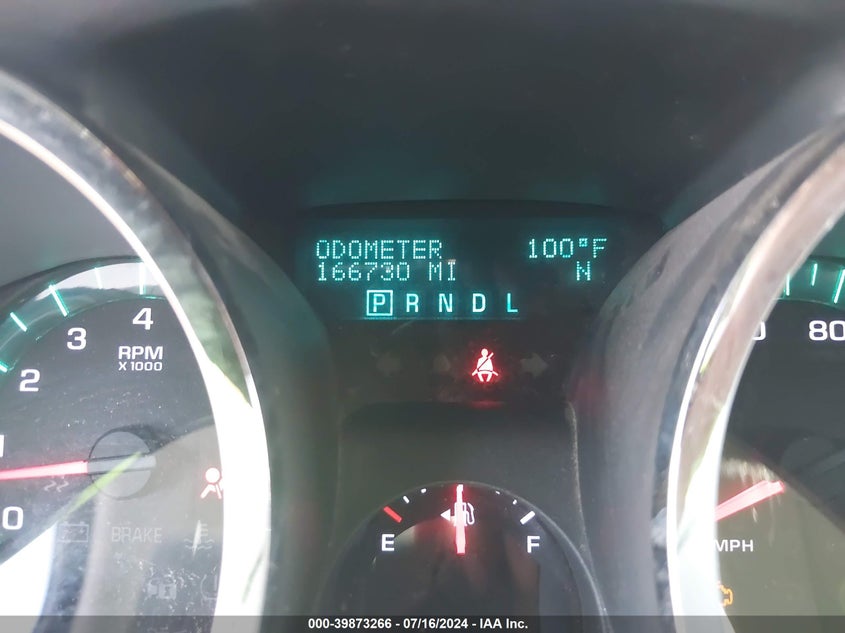 ODOMETER 100°F
166730 MI N
P R N D L
4
3
2
RPM
X 1000
80
0
BRAKE
E F
MPH
000-39873266 - 07/16/2024 - IAA Inc.